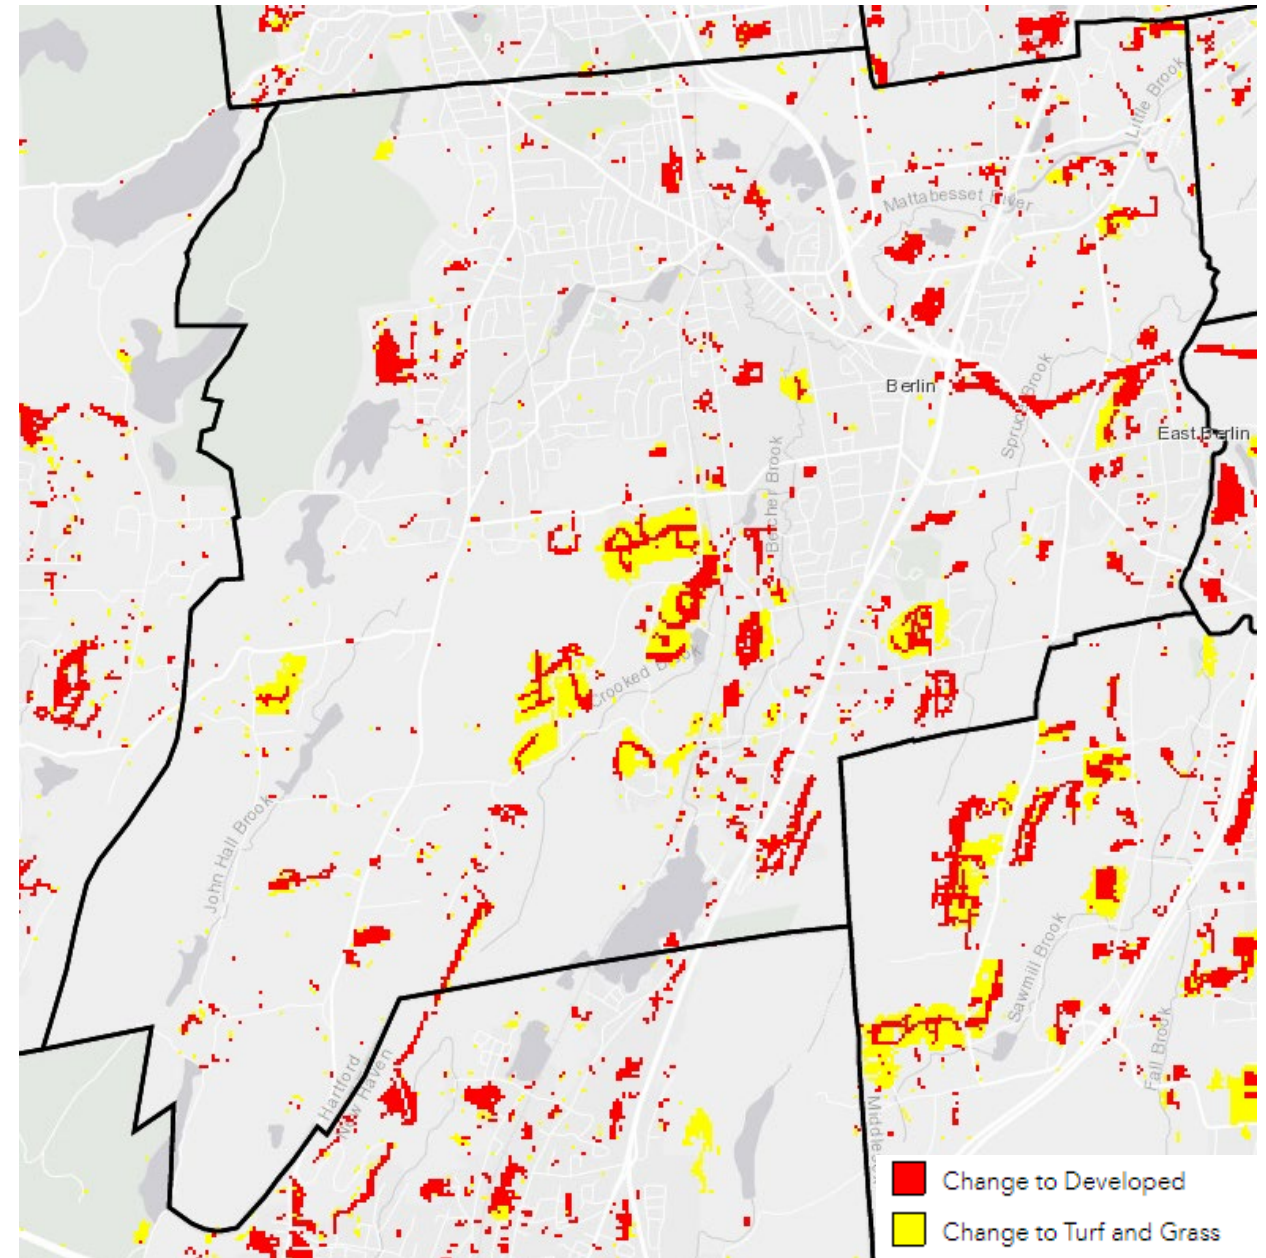 Little Brook
Mattabesset River
Berlin
Spruce Brook
East Berlin
Belcher Brook
Crooked Brook
John Hall Brook
Sawmill Brook
Fall Brook
Hartford
New Haven
Change to Developed
Change to Turf and Grass